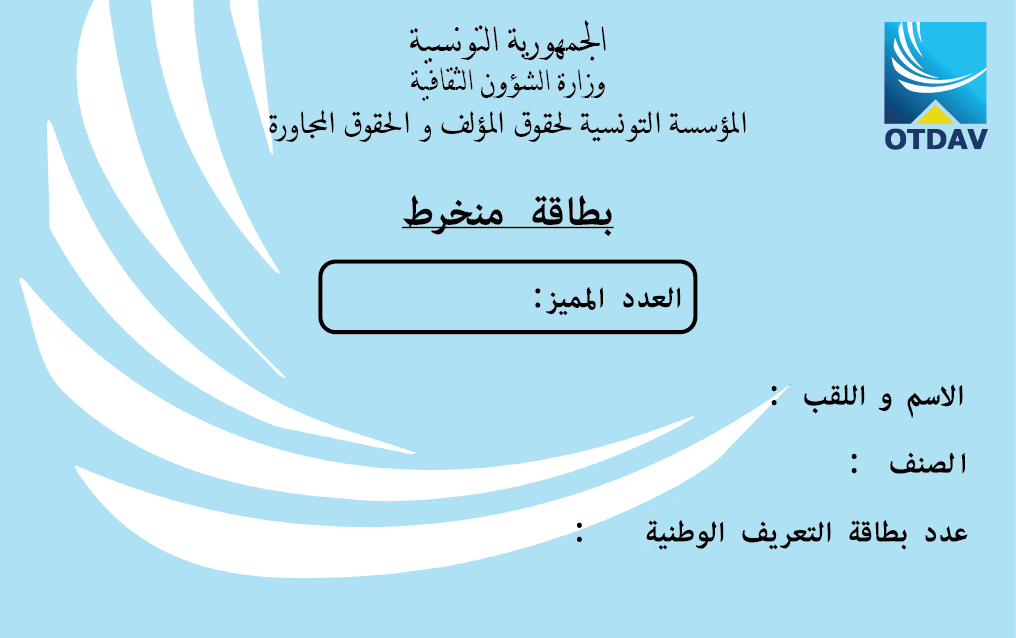 الجمهورية التونسية
وزارة الشؤون الثقافية
المؤسسة التونسية لحقوق المؤلف و الحقوق المجاورة
OTDAV
بطاقة منخرط
العدد المميز:
الاسم و اللقب :
الصنف :
عدد بطاقة التعريف الوطنية :